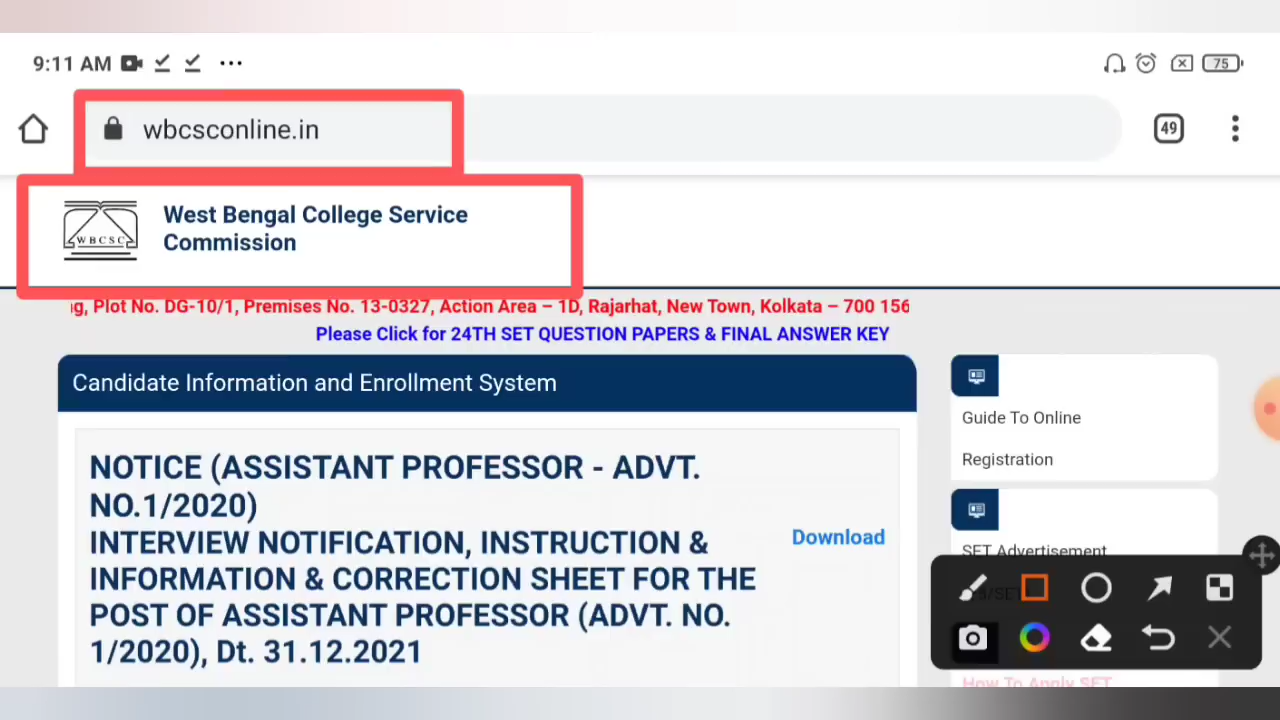 9:11 AM
75
wbcsconline.in
49
WBCSC
West Bengal College Service
Commission
g, Plot No. DG-10/1, Premises No. 13-0327, Action Area – 1D, Rajarhat, New Town, Kolkata – 700 156
Please Click for 24TH SET QUESTION PAPERS & FINAL ANSWER KEY
Candidate Information and Enrollment System
NOTICE (ASSISTANT PROFESSOR - ADVT.
NO.1/2020)
INTERVIEW NOTIFICATION, INSTRUCTION &
INFORMATION & CORRECTION SHEET FOR THE
POST OF ASSISTANT PROFESSOR (ADVT. NO.
1/2020), Dt. 31.12.2021
Download
Guide To Online
Registration
SET Advertisement
How To Apply SET